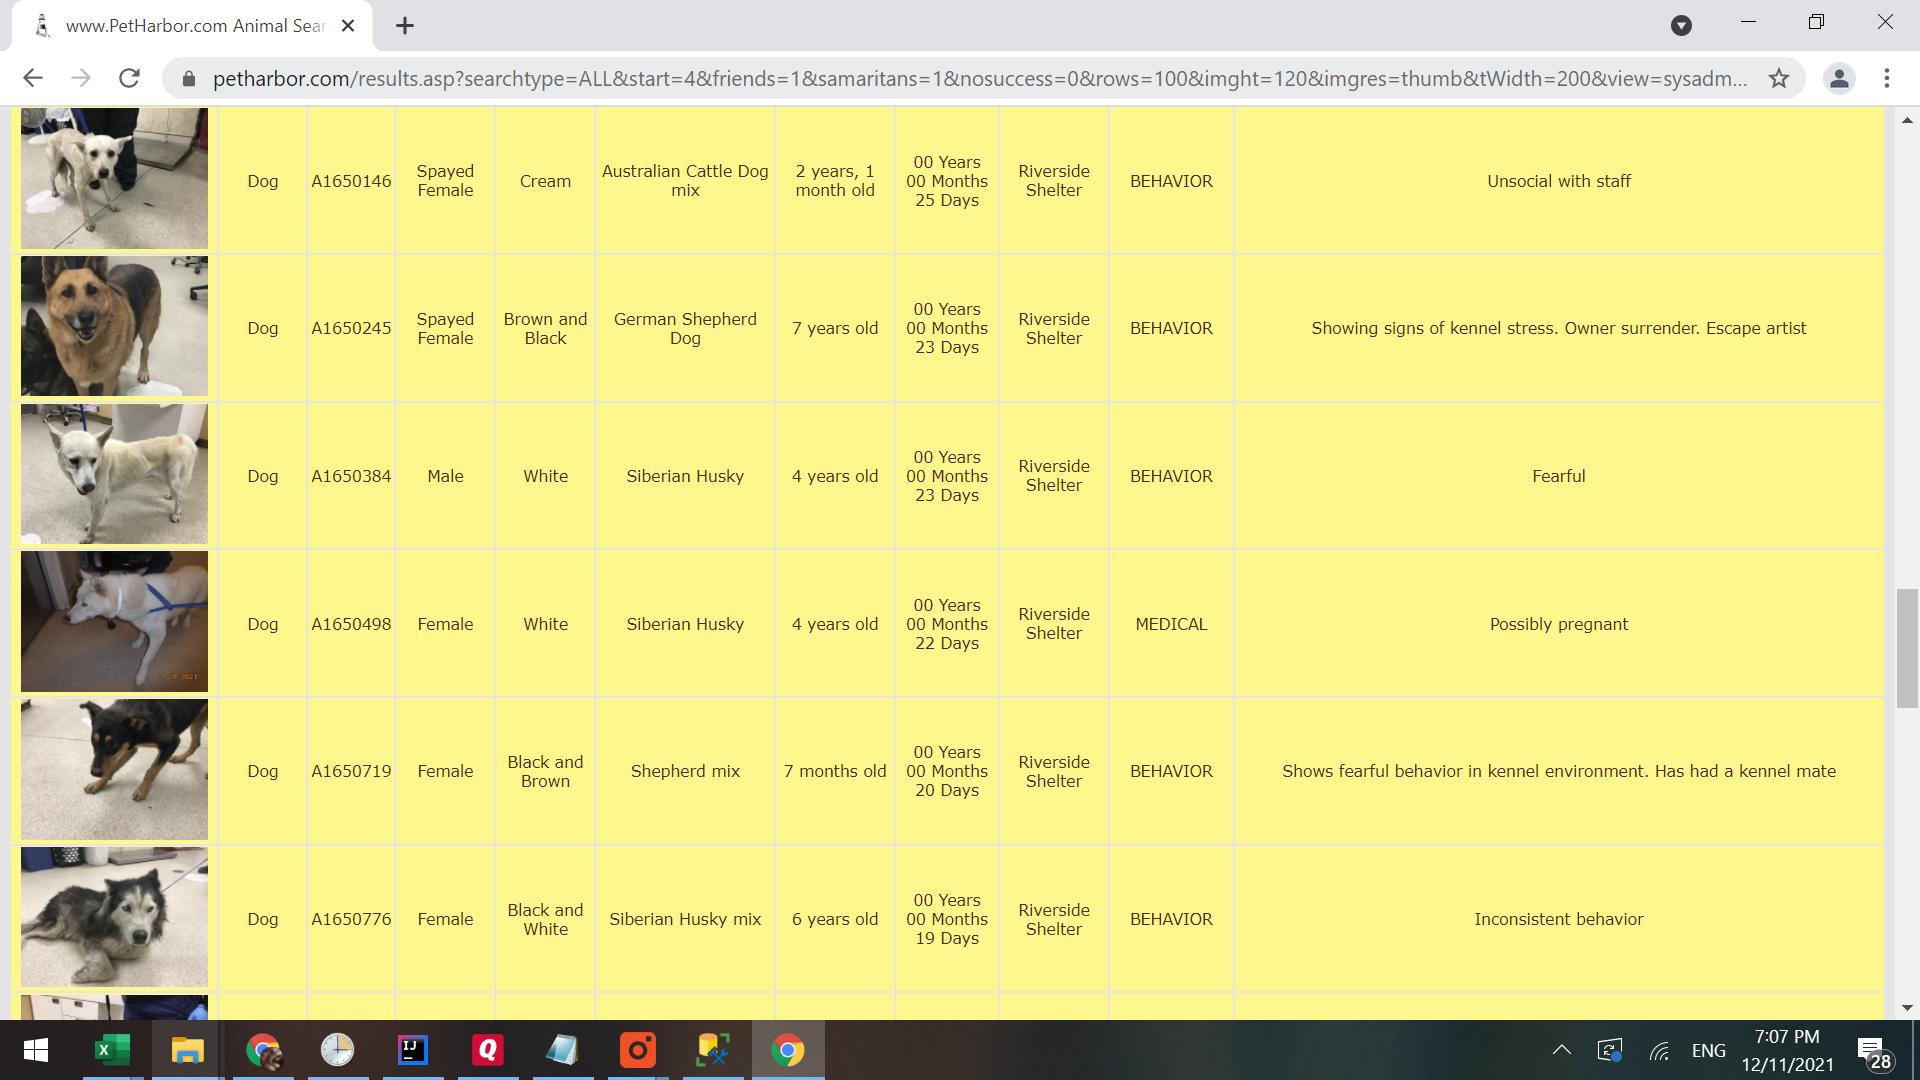 www.PetHarbor.com Animal Sear
petharbor.com/results.asp?searchtype=ALL&start=4&friends=1&samaritans=1&nosuccess=0&rows=100&imght=120&imgres=thumb&tWidth=200&view=sysadm...
Dog A1650146 Spayed Female Cream Australian Cattle Dog mix 2 years, 1 month old 00 Years 00 Months 25 Days Riverside Shelter BEHAVIOR Unsocial with staff
Dog A1650245 Spayed Female Brown and Black German Shepherd Dog 7 years old 00 Years 00 Months 23 Days Riverside Shelter BEHAVIOR Showing signs of kennel stress. Owner surrender. Escape artist
Dog A1650384 Male White Siberian Husky 4 years old 00 Years 00 Months 23 Days Riverside Shelter BEHAVIOR Fearful
Dog A1650498 Female White Siberian Husky 4 years old 00 Years 00 Months 22 Days Riverside Shelter MEDICAL Possibly pregnant
Dog A1650719 Female Black and Brown Shepherd mix 7 months old 00 Years 00 Months 20 Days Riverside Shelter BEHAVIOR Shows fearful behavior in kennel environment. Has had a kennel mate
Dog A1650776 Female Black and White Siberian Husky mix 6 years old 00 Years 00 Months 19 Days Riverside Shelter BEHAVIOR Inconsistent behavior
X
IJ
Q
ENG
7:07 PM
12/11/2021
28